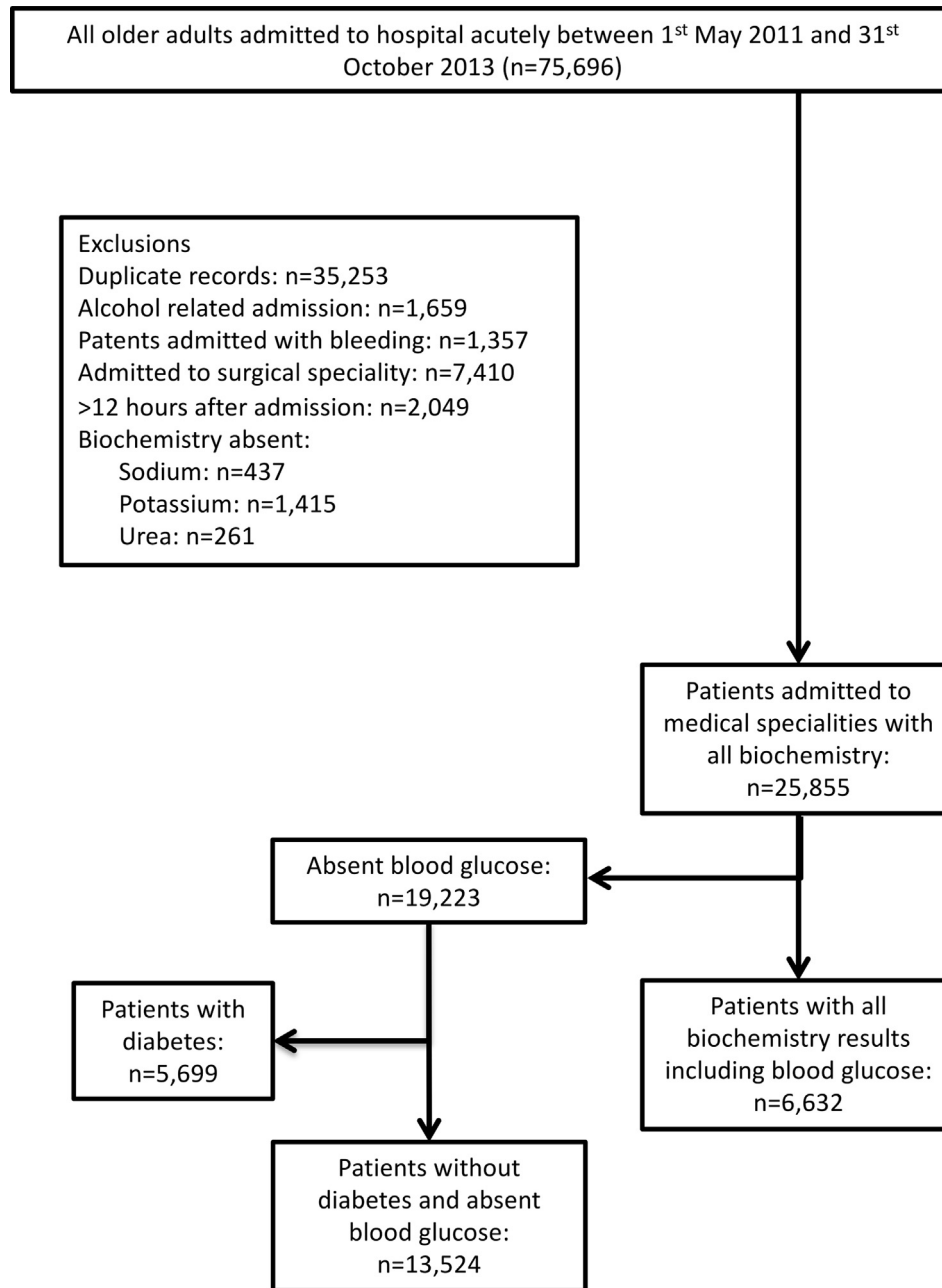 All older adults admitted to hospital acutely between 1st May 2011 and 31st
October 2013 (n=75,696)
Exclusions
Duplicate records: n=35,253
Alcohol related admission: n=1,659
Patents admitted with bleeding: n=1,357
Admitted to surgical speciality: n=7,410
>12 hours after admission: n=2,049
Biochemistry absent:
Sodium: n=437
Potassium: n=1,415
Urea: n=261
Patients admitted to
medical specialities with
all biochemistry:
n=25,855
Absent blood glucose:
n=19,223
Patients with
diabetes:
n=5,699
Patients with all
biochemistry results
including blood glucose:
n=6,632
Patients without
diabetes and absent
blood glucose:
n=13,524